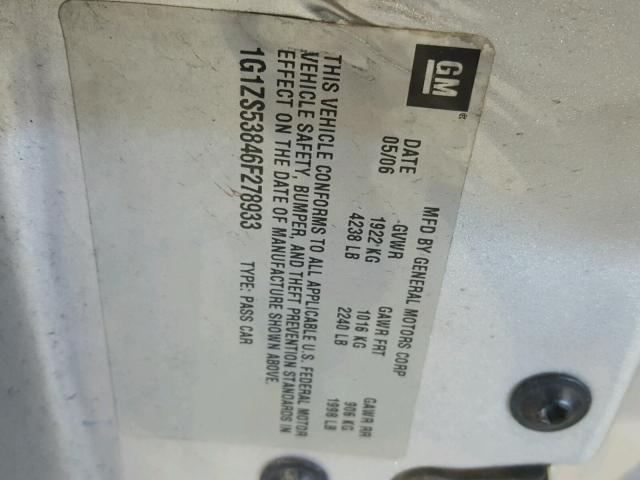 GM®
MFD BY GENERAL MOTORS CORP
DATE GVWR GAWR FRT GAWR RR
05/06 1922 KG 1016 KG 906 KG
4238 LB 2240 LB 1998 LB
THIS VEHICLE CONFORMS TO ALL APPLICABLE U.S. FEDERAL MOTOR
VEHICLE SAFETY, BUMPER, AND THEFT PREVENTION STANDARDS IN
EFFECT ON THE DATE OF MANUFACTURE SHOWN ABOVE.
1G1ZS53846F278933 TYPE: PASS CAR